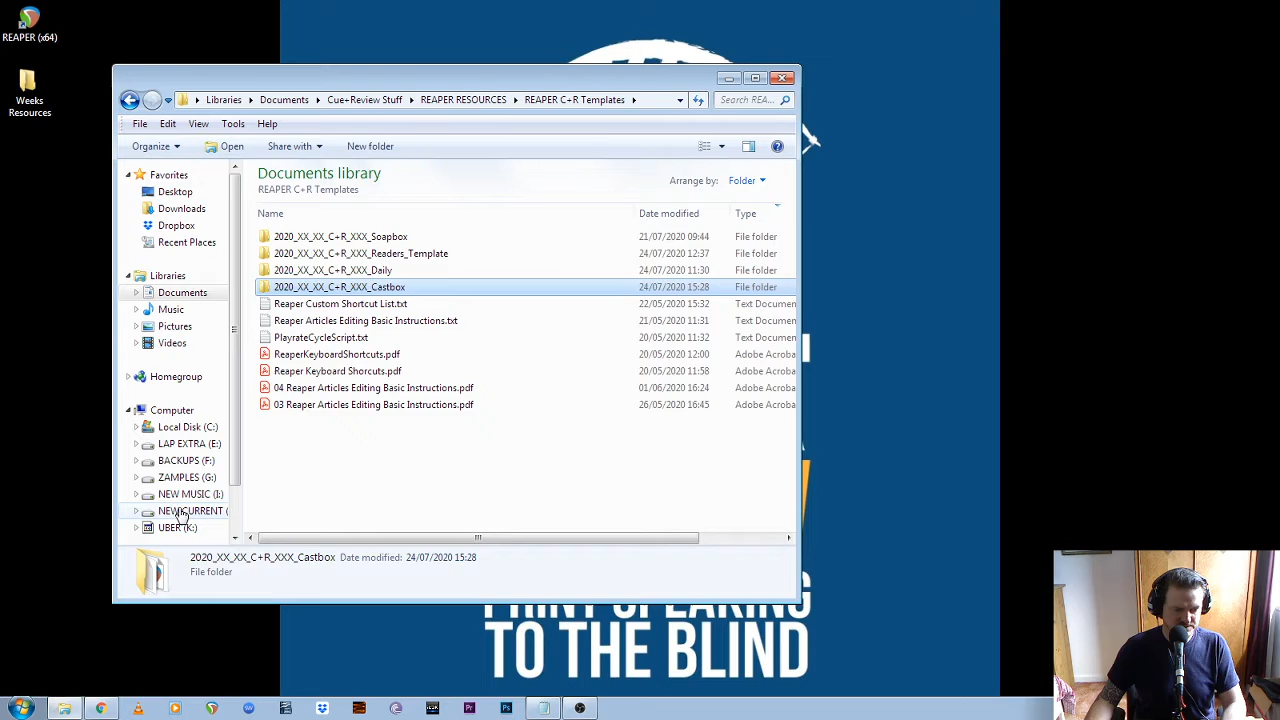 REAPER (x64)
Weeks
Resources
Libraries
Documents
Cue+Review Stuff
REAPER RESOURCES
REAPER C+R Templates
Search REA...
File
Edit
View
Tools
Help
Organize
Open
Share with
New folder
Favorites
Desktop
Downloads
Dropbox
Recent Places
Libraries
Documents
Music
Pictures
Videos
Homegroup
Computer
Local Disk (C:)
LAP EXTRA (E:)
BACKUPS (F:)
ZAMPLES (G:)
NEW MUSIC (I:)
NEW CURRENT (
UBER (K:)
Documents library
REAPER C+R Templates
Arrange by: Folder
Name Date modified Type
2020_XX_XX_C+R_XXX_Soapbox 21/07/2020 09:44 File folder
2020_XX_XX_C+R_XXX_Readers_Template 24/07/2020 12:37 File folder
2020_XX_XX_C+R_XXX_Daily 24/07/2020 11:30 File folder
2020_XX_XX_C+R_XXX_Castbox 24/07/2020 15:28 File folder
Reaper Custom Shortcut List.txt 22/05/2020 15:32 Text Documen
Reaper Articles Editing Basic Instructions.txt 21/05/2020 11:31 Text Documen
PlayrateCycleScript.txt 20/05/2020 11:32 Text Documen
ReaperKeyboardShortcuts.pdf 20/05/2020 12:00 Adobe Acroba
Reaper Keyboard Shorcuts.pdf 20/05/2020 11:58 Adobe Acroba
04 Reaper Articles Editing Basic Instructions.pdf 01/06/2020 16:24 Adobe Acroba
03 Reaper Articles Editing Basic Instructions.pdf 26/05/2020 16:45 Adobe Acroba
2020_XX_XX_C+R_XXX_Castbox Date modified: 24/07/2020 15:28
File folder
PRINT SPEAKING
TO THE BLIND